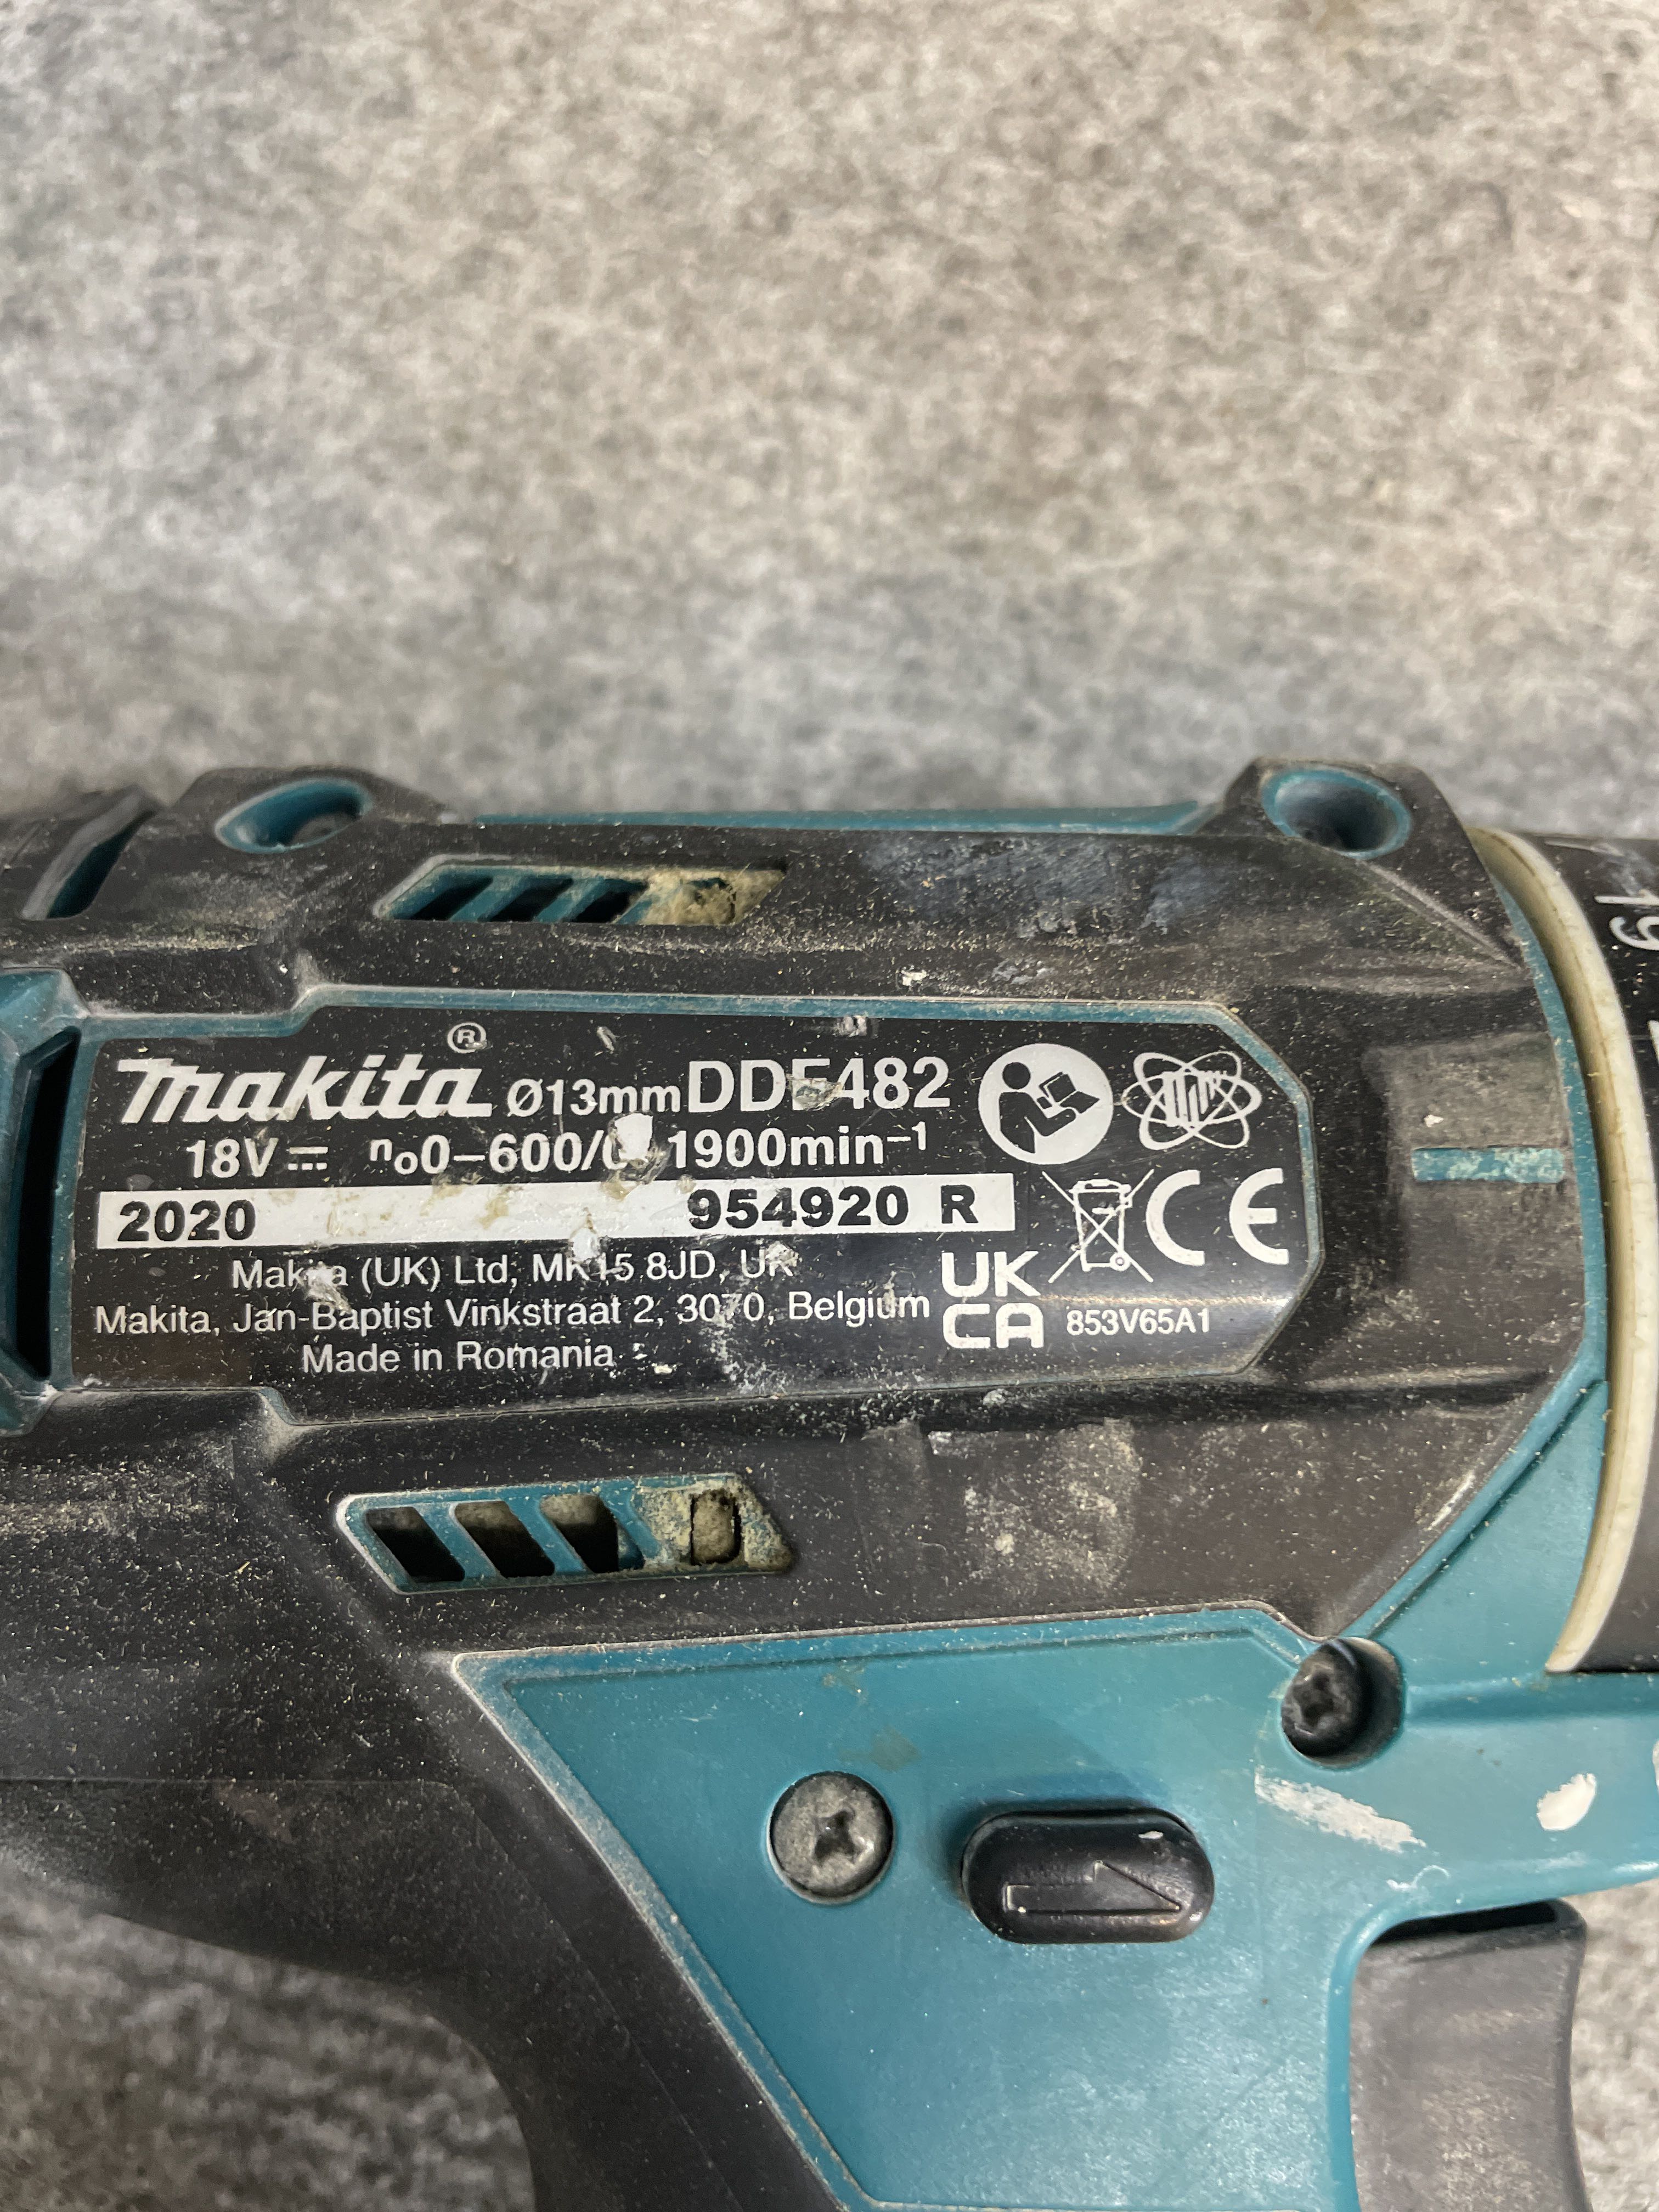 makita® Ø13mm DDF482
18V⎓ n₀0–600/0 1900min⁻¹
2020 954920 R
Makita (UK) Ltd, MK15 8JD, UK
Makita, Jan-Baptist Vinkstraat 2, 3070, Belgium
Made in Romania
CE
UK
CA
853V65A1
19